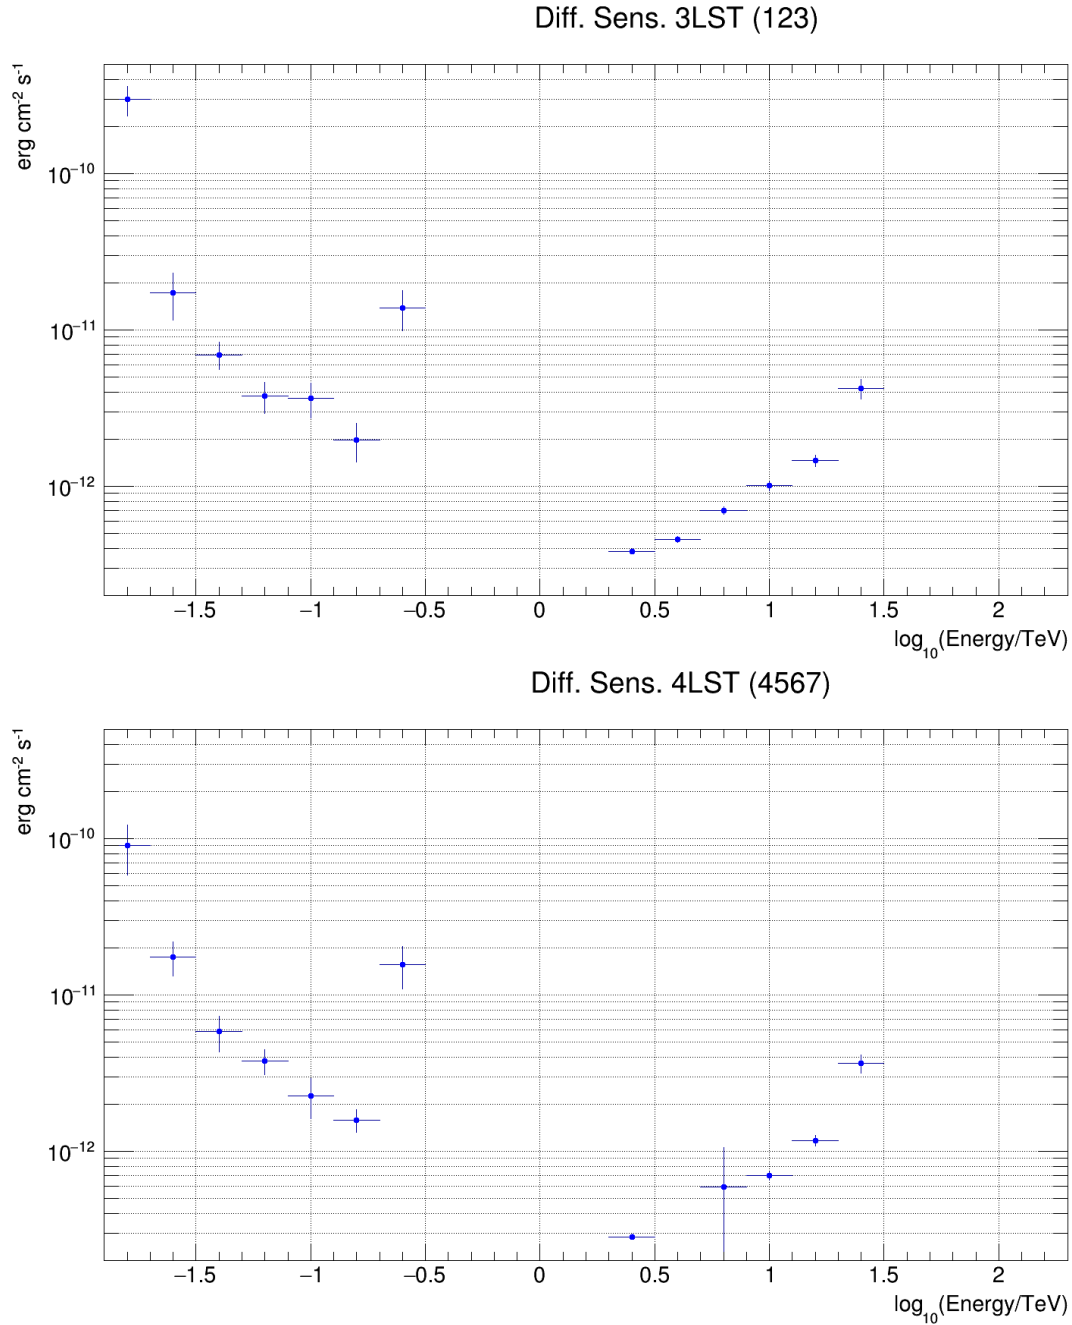 Diff. Sens. 3LST (123)
erg cm⁻² s⁻¹
10⁻¹⁰
10⁻¹¹
10⁻¹²
−1.5 −1 −0.5 0 0.5 1 1.5 2
log₁₀(Energy/TeV)
Diff. Sens. 4LST (4567)
erg cm⁻² s⁻¹
10⁻¹⁰
10⁻¹¹
10⁻¹²
−1.5 −1 −0.5 0 0.5 1 1.5 2
log₁₀(Energy/TeV)